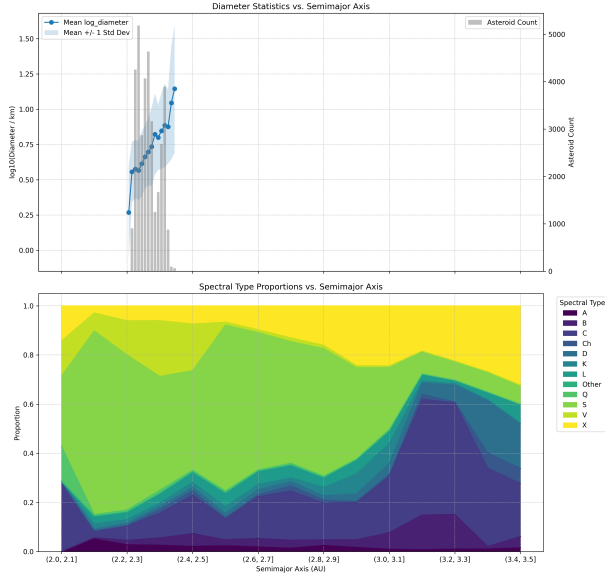 Diameter Statistics vs. Semimajor Axis
Mean log_diameter
Mean +/- 1 Std Dev
Asteroid Count
1.50
1.25
1.00
0.75
0.50
0.25
0.00
log10(Diameter / km)
5000
4000
3000
2000
1000
0
Asteroid Count
Spectral Type Proportions vs. Semimajor Axis
1.0
0.8
0.6
0.4
0.2
0.0
Proportion
(2.0, 2.1]
(2.2, 2.3]
(2.4, 2.5]
(2.6, 2.7]
(2.8, 2.9]
(3.0, 3.1]
(3.2, 3.3]
(3.4, 3.5]
Semimajor Axis (AU)
Spectral Type
A
B
C
Ch
D
K
L
Other
Q
S
V
X